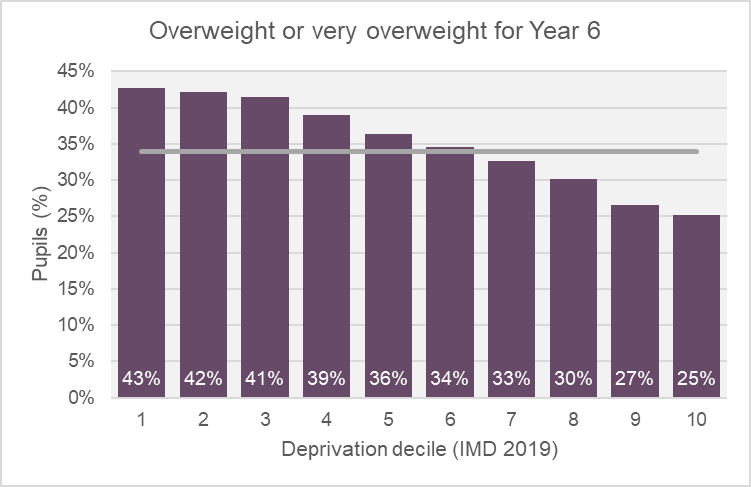 Overweight or very overweight for Year 6
45%
40%
35%
30%
25%
20%
15%
10%
5%
0%
Pupils (%)
43% 42% 41% 39% 36% 34% 33% 30% 27% 25%
1 2 3 4 5 6 7 8 9 10
Deprivation decile (IMD 2019)